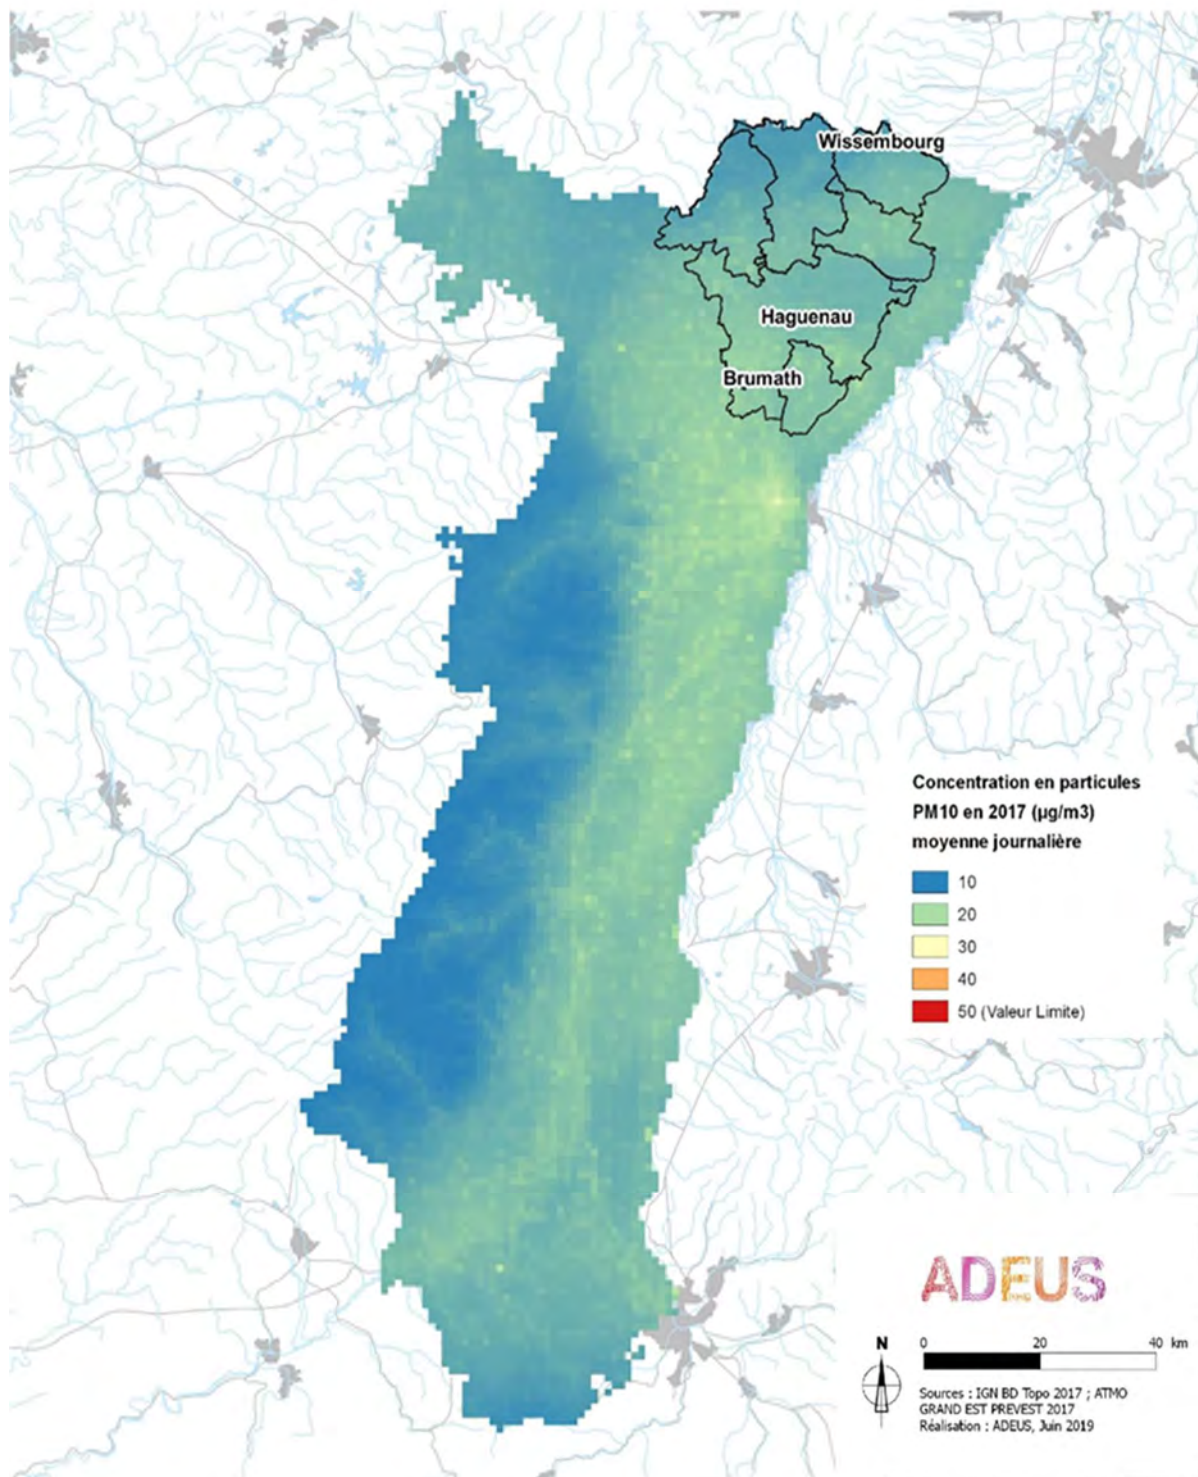 Wissembourg
Haguenau
Brumath
Concentration en particules
PM10 en 2017 (µg/m3)
moyenne journalière
10
20
30
40
50 (Valeur Limite)
ADEUS
N
0 20 40 km
Sources : IGN BD Topo 2017 ; ATMO
GRAND EST PREVEST 2017
Réalisation : ADEUS, Juin 2019